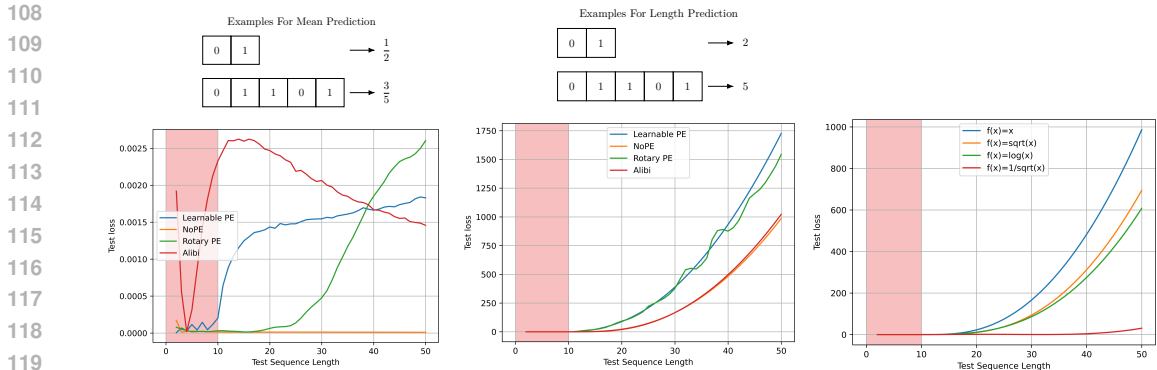 108
109
110
111
112
113
114
115
116
117
118
119
Examples For Mean Prediction
0 1 1/2
0 1 1 0 1 3/5
Examples For Length Prediction
0 1 2
0 1 1 0 1 5
0.0025
0.0020
0.0015
0.0010
0.0005
0.0000
Test loss
Learnable PE
NoPE
Rotary PE
Alibi
0 10 20 30 40 50
Test Sequence Length
1750
1500
1250
1000
750
500
250
0
Test loss
Learnable PE
NoPE
Rotary PE
Alibi
0 10 20 30 40 50
Test Sequence Length
1000
800
600
400
200
0
Test loss
f(x)=x
f(x)=sqrt(x)
f(x)=log(x)
f(x)=1/sqrt(x)
0 10 20 30 40 50
Test Sequence Length